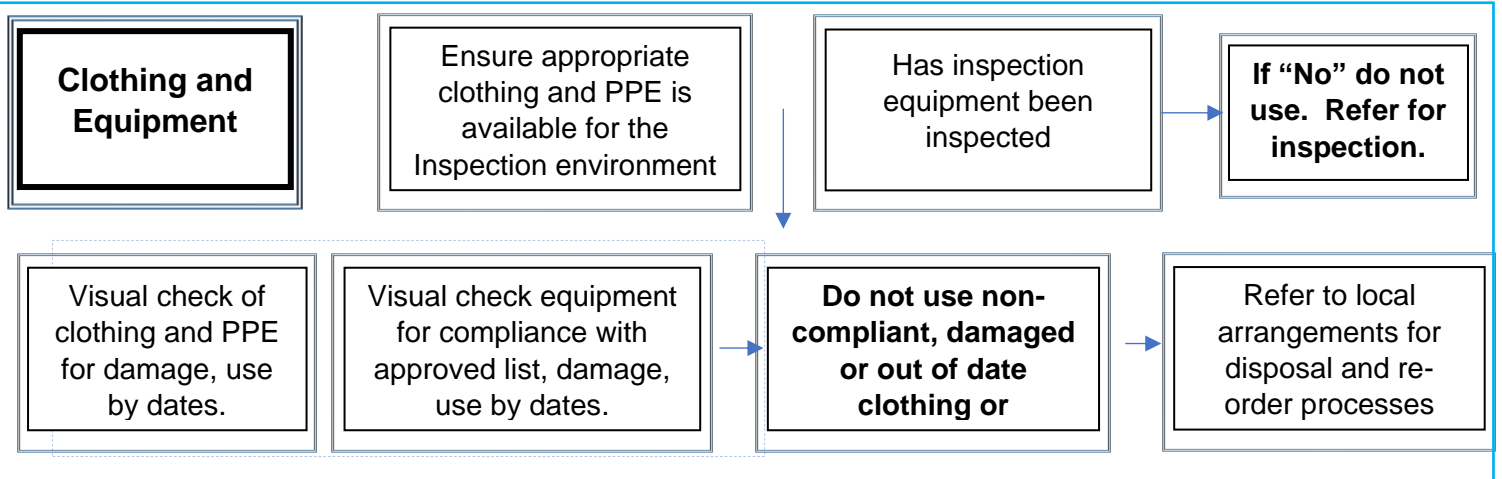 Clothing and
Equipment
Ensure appropriate
clothing and PPE is
available for the
Inspection environment
Has inspection
equipment been
inspected
If “No” do not
use.  Refer for
inspection.
Visual check of
clothing and PPE
for damage, use
by dates.
Visual check equipment
for compliance with
approved list, damage,
use by dates.
Do not use non-
compliant, damaged
or out of date
clothing or
Refer to local
arrangements for
disposal and re-
order processes